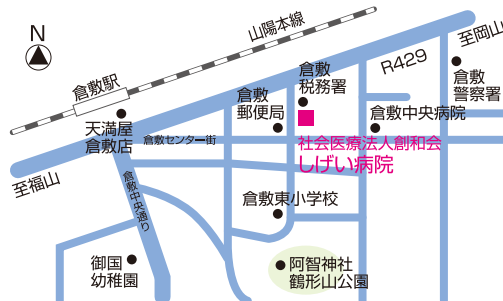 N
山陽本線
至岡山
倉敷駅
R429
倉敷
税務署
倉敷
警察署
倉敷
郵便局
倉敷中央病院
天満屋
倉敷店
倉敷センター街
社会医療法人創和会
しげい病院
至福山
倉敷中央通り
倉敷東小学校
御国
幼稚園
阿智神社
鶴形山公園